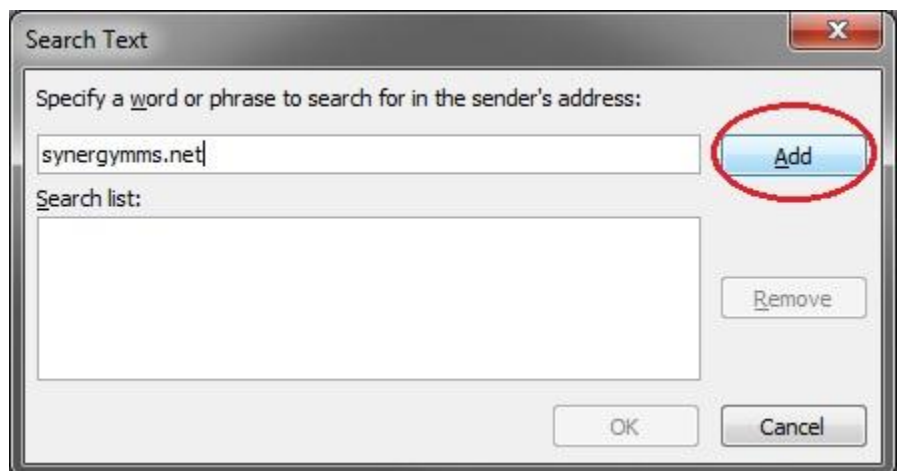 Search Text
Specify a word or phrase to search for in the sender's address:
synergymms.net
Add
Search list:
Remove
OK
Cancel